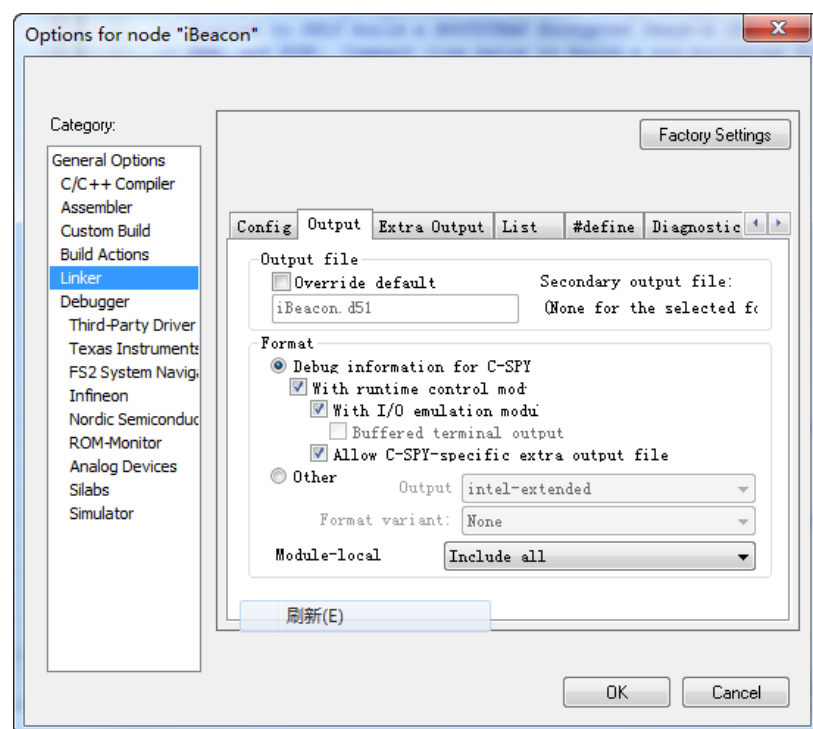 Options for node "iBeacon"
Category:
Factory Settings
General Options
C/C++ Compiler
Assembler
Custom Build
Build Actions
Linker
Debugger
Third-Party Driver
Texas Instruments
FS2 System Naviga
Infineon
Nordic Semiconduc
ROM-Monitor
Analog Devices
Silabs
Simulator
Config Output Extra Output List #define Diagnostic
Output file
Override default
Secondary output file:
iBeacon.d51
(None for the selected fo
Format
Debug information for C-SPY
With runtime control mod
With I/O emulation modu
Buffered terminal output
Allow C-SPY-specific extra output file
Other
Output intel-extended
Format variant: None
Module-local Include all
刷新(E)
OK Cancel